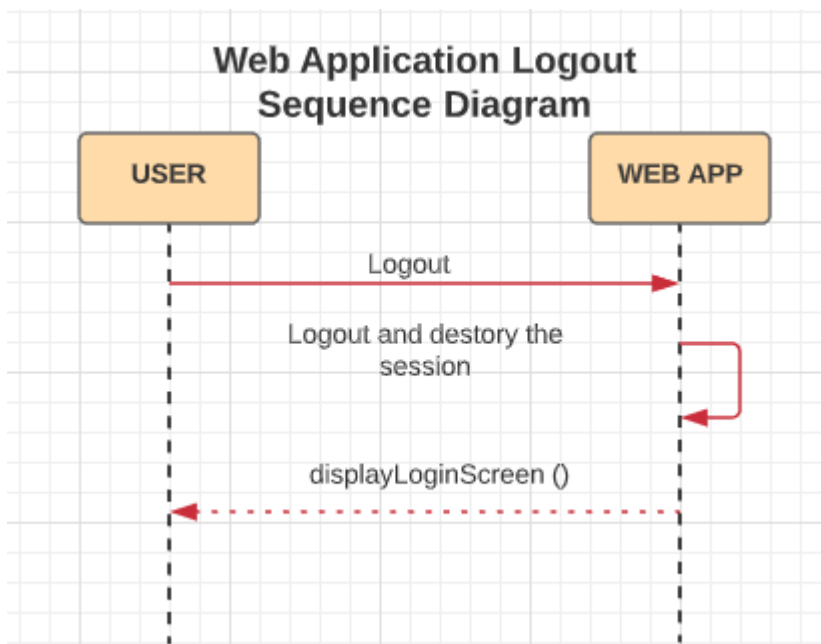 Web Application Logout
Sequence Diagram
USER
WEB APP
Logout
Logout and destory the
session
displayLoginScreen ()